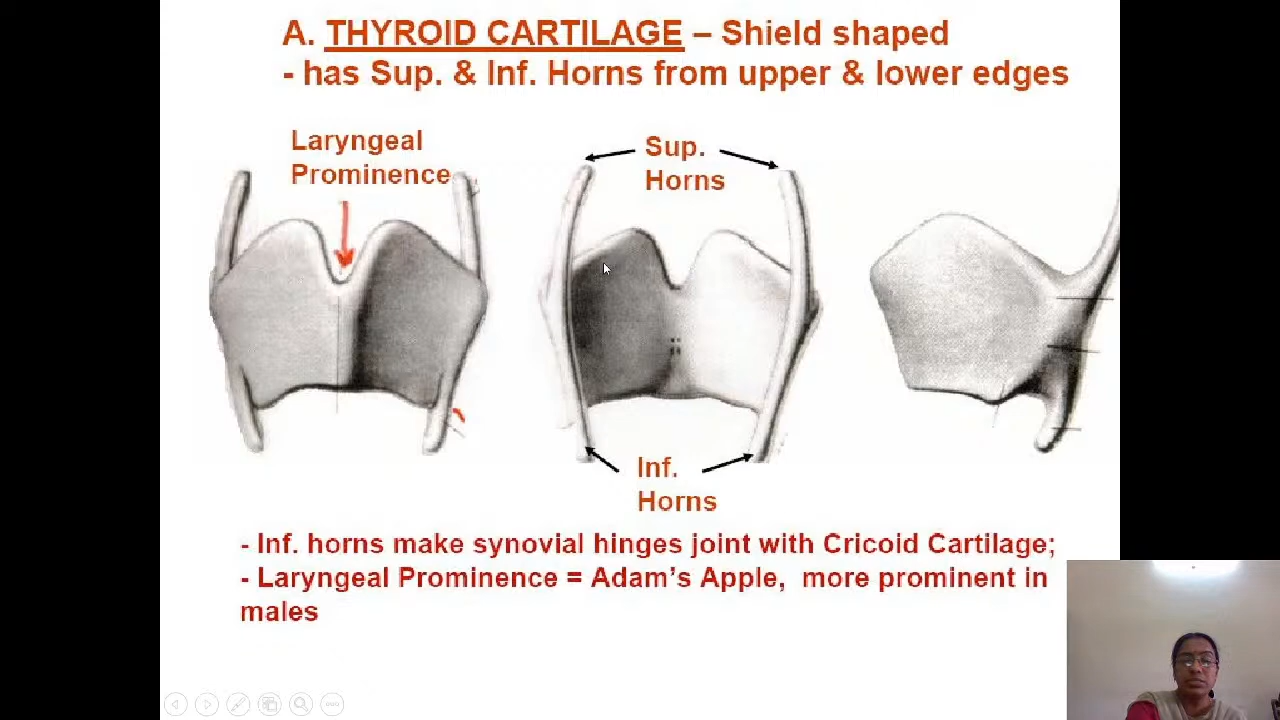 A. THYROID CARTILAGE – Shield shaped
- has Sup. & Inf. Horns from upper & lower edges
Laryngeal
Prominence
Sup.
Horns
Inf.
Horns
- Inf. horns make synovial hinges joint with Cricoid Cartilage;
- Laryngeal Prominence = Adam's Apple, more prominent in
males